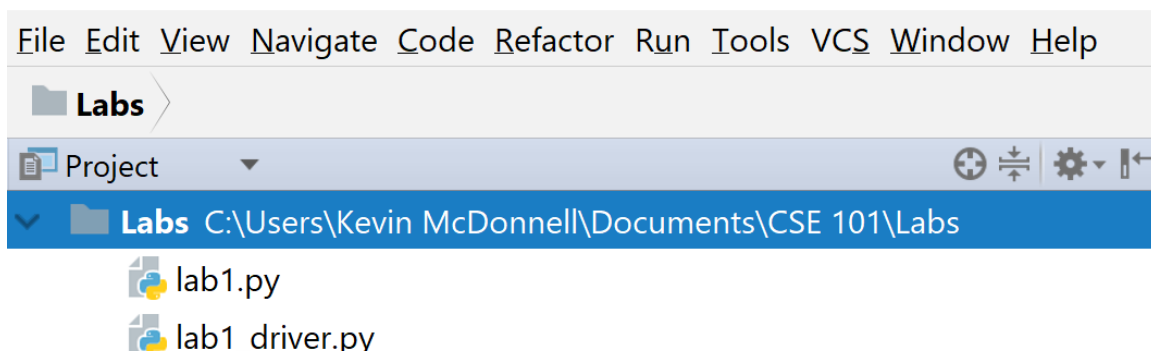 File Edit View Navigate Code Refactor Run Tools VCS Window Help
Labs
Project
Labs C:\Users\Kevin McDonnell\Documents\CSE 101\Labs
lab1.py
lab1_driver.py